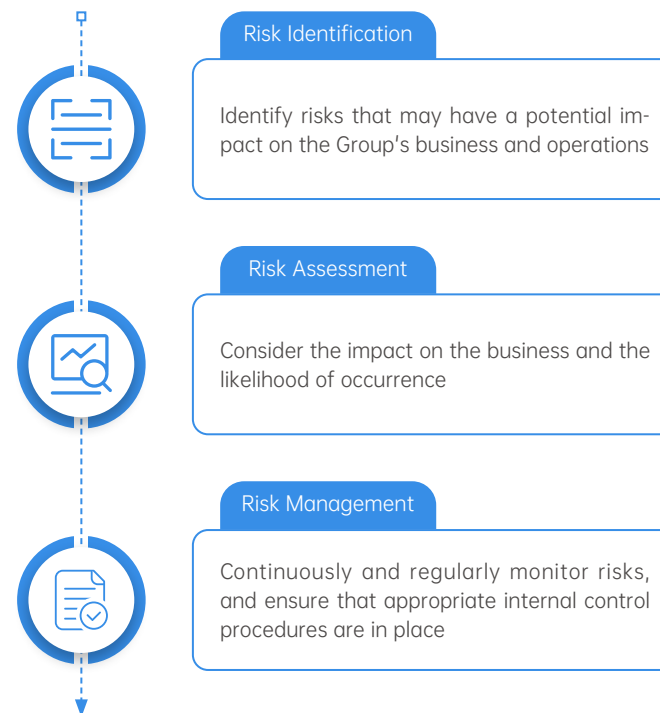 Risk Identification
Identify risks that may have a potential im-
pact on the Group's business and operations
Risk Assessment
Consider the impact on the business and the
likelihood of occurrence
Risk Management
Continuously and regularly monitor risks,
and ensure that appropriate internal control
procedures are in place